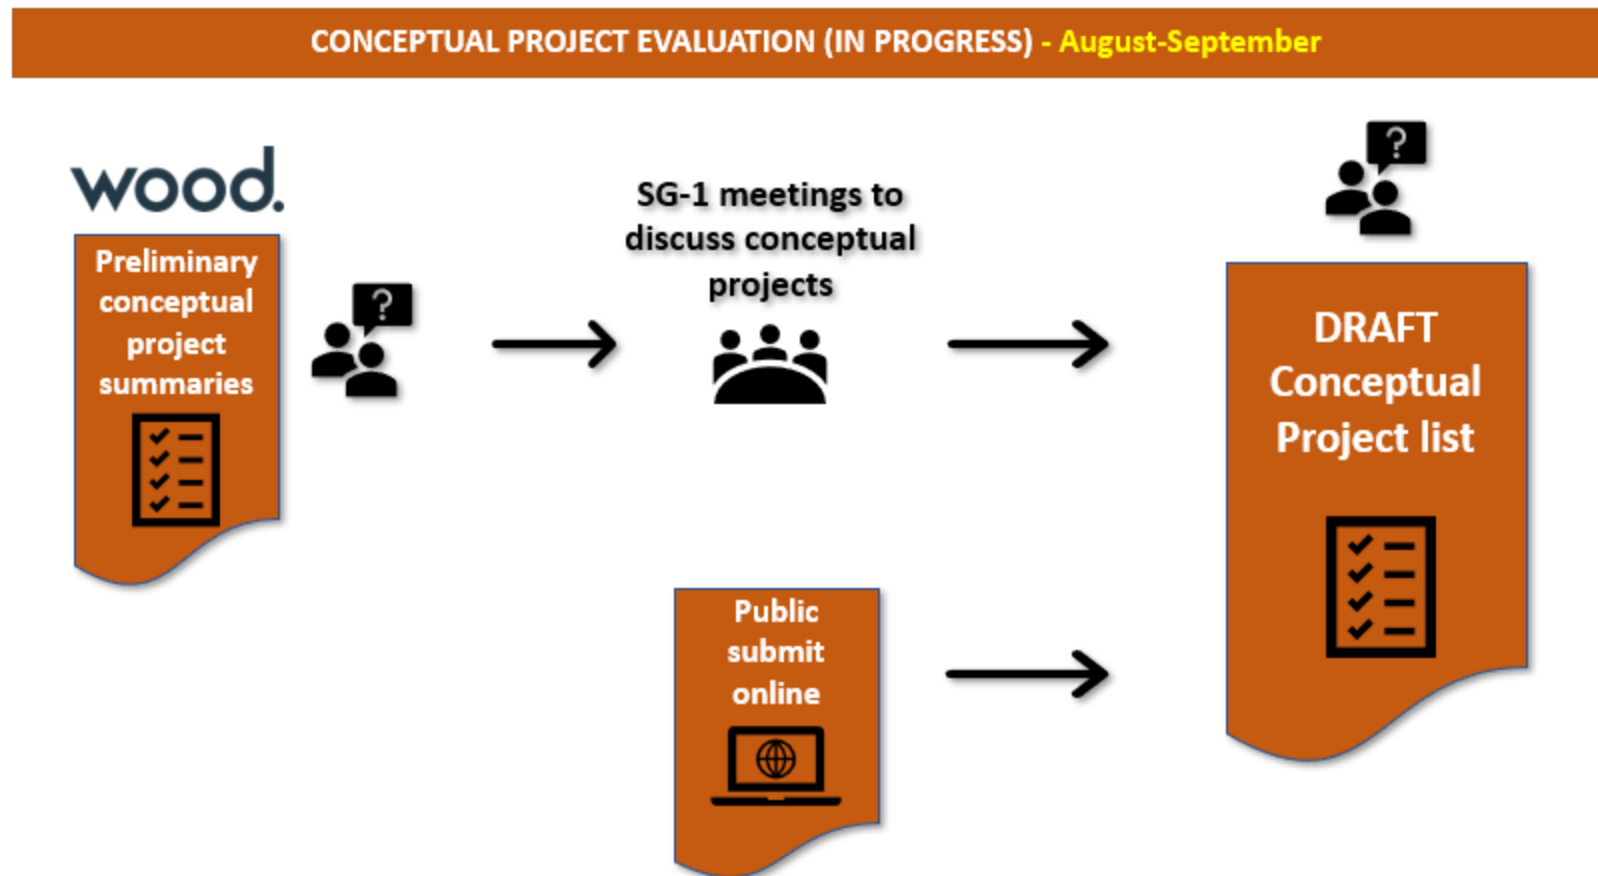 CONCEPTUAL PROJECT EVALUATION (IN PROGRESS) - August-September
wood.
Preliminary
conceptual
project
summaries
?
SG-1 meetings to
discuss conceptual
projects
?
DRAFT
Conceptual
Project list
Public
submit
online